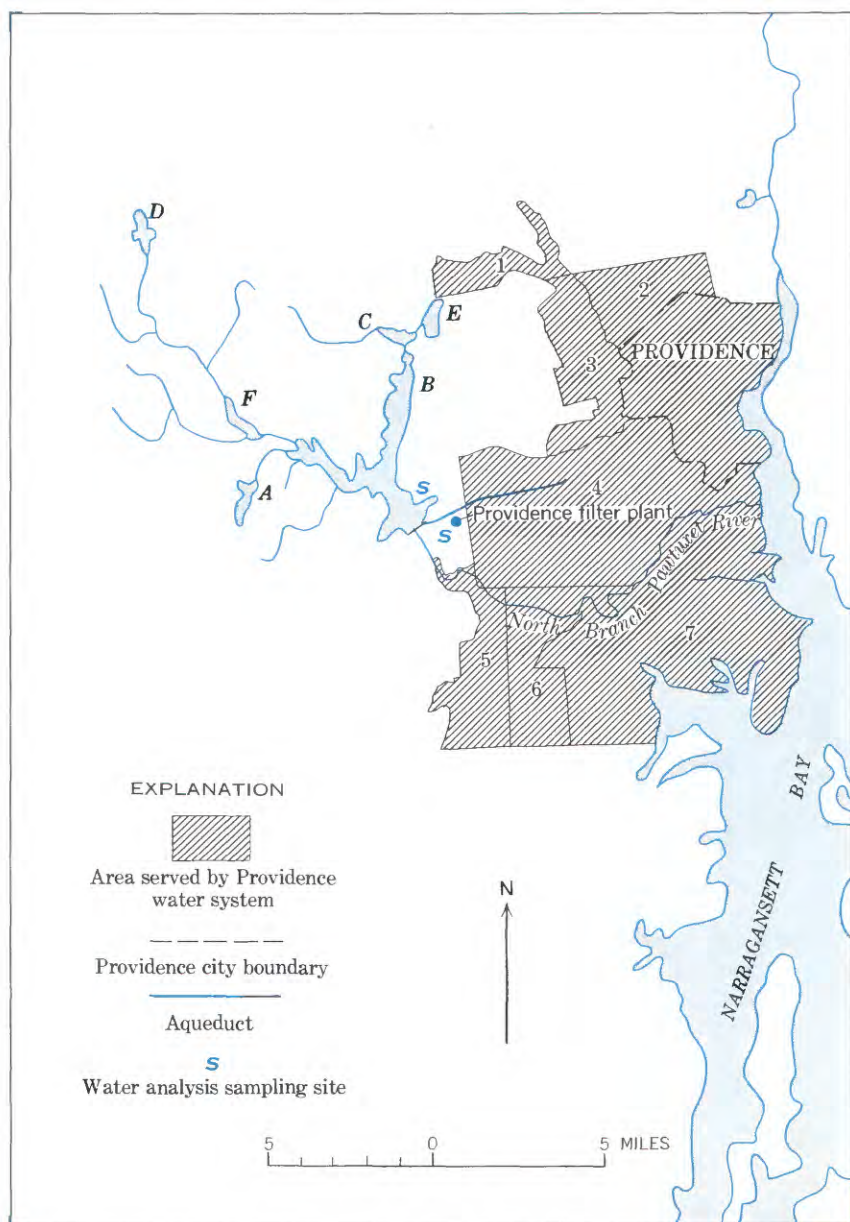 D
1
E
2
C
PROVIDENCE
3
B
F
A
4
S
Providence filter plant
S
North Branch Pawtuxet River
7
5
6
BAY
NARRAGANSETT
EXPLANATION
Area served by Providence
water system
Providence city boundary
Aqueduct
S
Water analysis sampling site
N
5 0 5 MILES